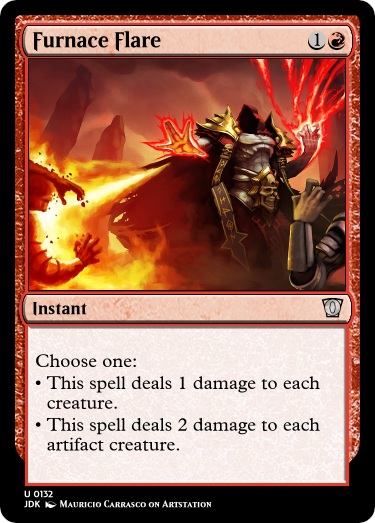 Furnace Flare 1
Instant
Choose one:
• This spell deals 1 damage to each
creature.
• This spell deals 2 damage to each
artifact creature.
U 0132
JDK Mauricio Carrasco on Artstation